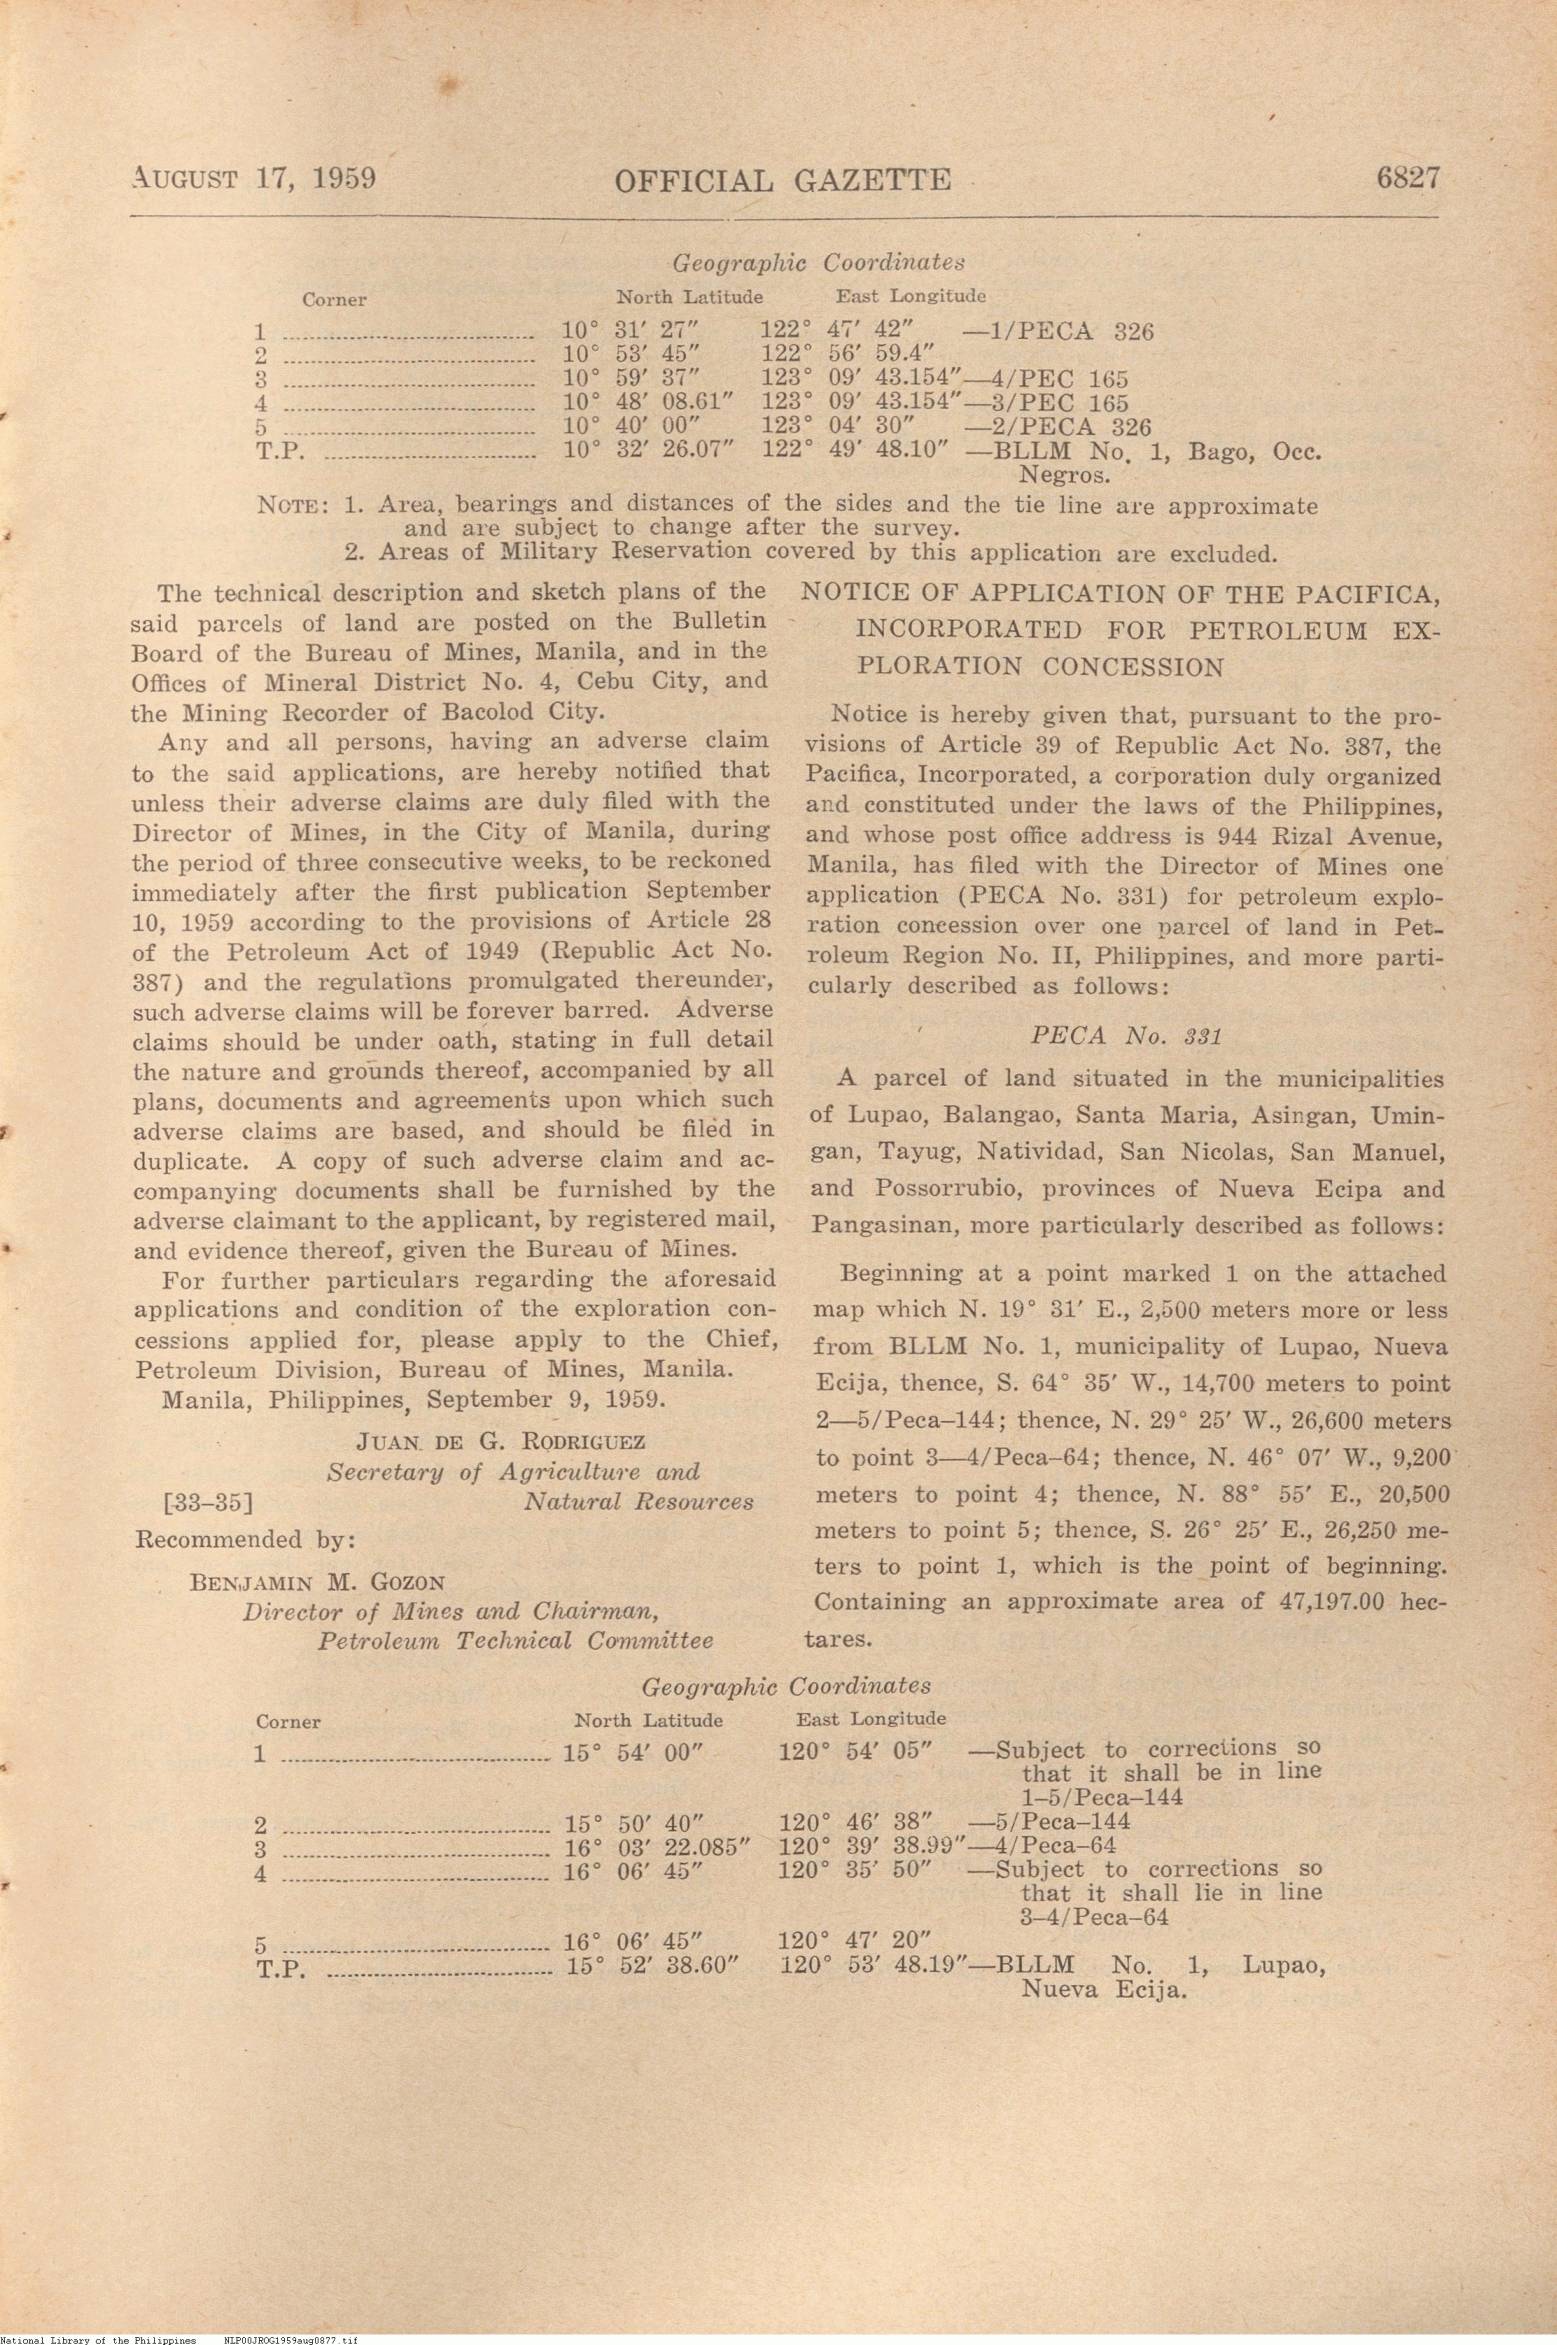 AUGUST 17, 1959 OFFICIAL GAZETTE 6827
Geographic Coordinates
Corner North Latitude East Longitude
1 .................................... 10° 31′ 27″ 122° 47′ 42″ —1/PECA 326
2 .................................... 10° 53′ 45″ 122° 56′ 59.4″
3 .................................... 10° 59′ 37″ 123° 09′ 43.154″—4/PEC 165
4 .................................... 10° 48′ 08.61″ 123° 09′ 43.154″—3/PEC 165
5 .................................... 10° 40′ 00″ 123° 04′ 30″ —2/PECA 326
T.P. .............................. 10° 32′ 26.07″ 122° 49′ 48.10″ —BLLM No. 1, Bago, Occ.
Negros.
NOTE: 1. Area, bearings and distances of the sides and the tie line are approximate
and are subject to change after the survey.
2. Areas of Military Reservation covered by this application are excluded.
The technical description and sketch plans of the
said parcels of land are posted on the Bulletin
Board of the Bureau of Mines, Manila, and in the
Offices of Mineral District No. 4, Cebu City, and
the Mining Recorder of Bacolod City.
Any and all persons, having an adverse claim
to the said applications, are hereby notified that
unless their adverse claims are duly filed with the
Director of Mines, in the City of Manila, during
the period of three consecutive weeks, to be reckoned
immediately after the first publication September
10, 1959 according to the provisions of Article 28
of the Petroleum Act of 1949 (Republic Act No.
387) and the regulations promulgated thereunder,
such adverse claims will be forever barred. Adverse
claims should be under oath, stating in full detail
the nature and grounds thereof, accompanied by all
plans, documents and agreements upon which such
adverse claims are based, and should be filed in
duplicate. A copy of such adverse claim and ac-
companying documents shall be furnished by the
adverse claimant to the applicant, by registered mail,
and evidence thereof, given the Bureau of Mines.
For further particulars regarding the aforesaid
applications and condition of the exploration con-
cessions applied for, please apply to the Chief,
Petroleum Division, Bureau of Mines, Manila.
Manila, Philippines, September 9, 1959.
JUAN DE G. RODRIGUEZ
Secretary of Agriculture and
[33–35] Natural Resources
Recommended by:
BENJAMIN M. GOZON
Director of Mines and Chairman,
Petroleum Technical Committee
NOTICE OF APPLICATION OF THE PACIFICA,
INCORPORATED FOR PETROLEUM EX-
PLORATION CONCESSION
Notice is hereby given that, pursuant to the pro-
visions of Article 39 of Republic Act No. 387, the
Pacifica, Incorporated, a corporation duly organized
and constituted under the laws of the Philippines,
and whose post office address is 944 Rizal Avenue,
Manila, has filed with the Director of Mines one
application (PECA No. 331) for petroleum explo-
ration concession over one parcel of land in Pet-
roleum Region No. II, Philippines, and more parti-
cularly described as follows:
PECA No. 331
A parcel of land situated in the municipalities
of Lupao, Balangao, Santa Maria, Asingan, Umin-
gan, Tayug, Natividad, San Nicolas, San Manuel,
and Possorrubio, provinces of Nueva Ecipa and
Pangasinan, more particularly described as follows:
Beginning at a point marked 1 on the attached
map which N. 19° 31′ E., 2,500 meters more or less
from BLLM No. 1, municipality of Lupao, Nueva
Ecija, thence, S. 64° 35′ W., 14,700 meters to point
2—5/Peca–144; thence, N. 29° 25′ W., 26,600 meters
to point 3—4/Peca–64; thence, N. 46° 07′ W., 9,200
meters to point 4; thence, N. 88° 55′ E., 20,500
meters to point 5; thence, S. 26° 25′ E., 26,250 me-
ters to point 1, which is the point of beginning.
Containing an approximate area of 47,197.00 hec-
tares.
Geographic Coordinates
Corner North Latitude East Longitude
1 ...................................... 15° 54′ 00″ 120° 54′ 05″ —Subject to corrections so
that it shall be in line
1–5/Peca–144
2 ...................................... 15° 50′ 40″ 120° 46′ 38″ —5/Peca–144
3 ...................................... 16° 03′ 22.085″ 120° 39′ 38.99″—4/Peca–64
4 ...................................... 16° 06′ 45″ 120° 35′ 50″ —Subject to corrections so
that it shall lie in line
3–4/Peca–64
5 ...................................... 16° 06′ 45″ 120° 47′ 20″
T.P. ................................ 15° 52′ 38.60″ 120° 53′ 48.19″—BLLM No. 1, Lupao,
Nueva Ecija.
National Library of the Philippines NLP00JROG1959aug0877.tif